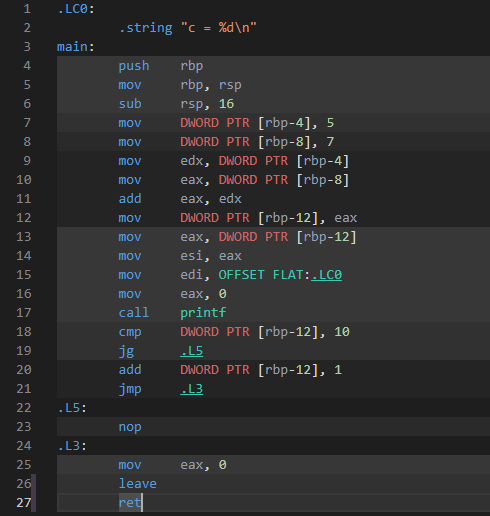 1 .LC0:
2 .string "c = %d\n"
3 main:
4 push rbp
5 mov rbp, rsp
6 sub rsp, 16
7 mov DWORD PTR [rbp-4], 5
8 mov DWORD PTR [rbp-8], 7
9 mov edx, DWORD PTR [rbp-4]
10 mov eax, DWORD PTR [rbp-8]
11 add eax, edx
12 mov DWORD PTR [rbp-12], eax
13 mov eax, DWORD PTR [rbp-12]
14 mov esi, eax
15 mov edi, OFFSET FLAT:.LC0
16 mov eax, 0
17 call printf
18 cmp DWORD PTR [rbp-12], 10
19 jg .L5
20 add DWORD PTR [rbp-12], 1
21 jmp .L3
22 .L5:
23 nop
24 .L3:
25 mov eax, 0
26 leave
27 ret